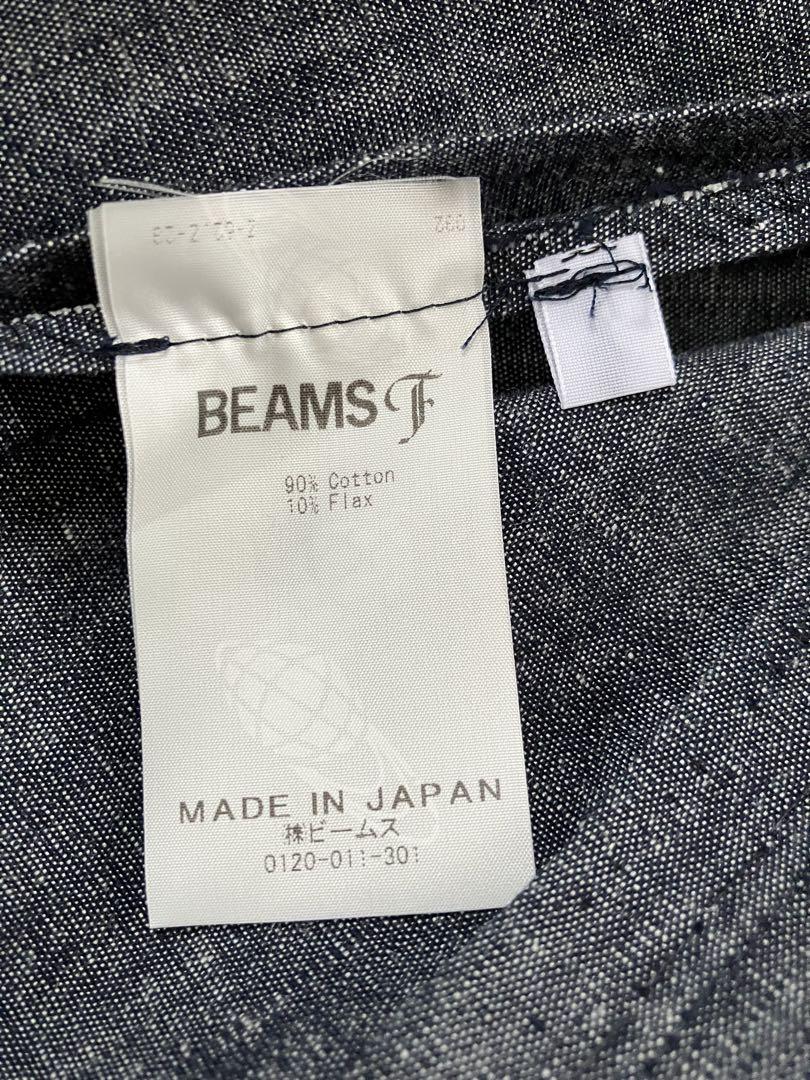 BEAMS F
90% Cotton
10% Flax
MADE IN JAPAN
株ビームス
0120-011-301